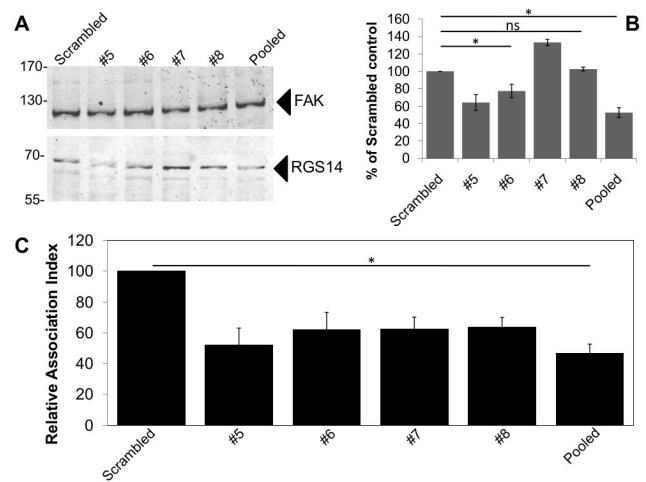 A
Scrambled
#5
#6
#7
#8
Pooled
170-
130-
FAK
70-
RGS14
55-
B
*
ns
*
160
140
120
100
80
60
40
20
0
% of Scrambled control
Scrambled
#5
#6
#7
#8
Pooled
C
*
120
100
80
60
40
20
0
Relative Association Index
Scrambled
#5
#6
#7
#8
Pooled